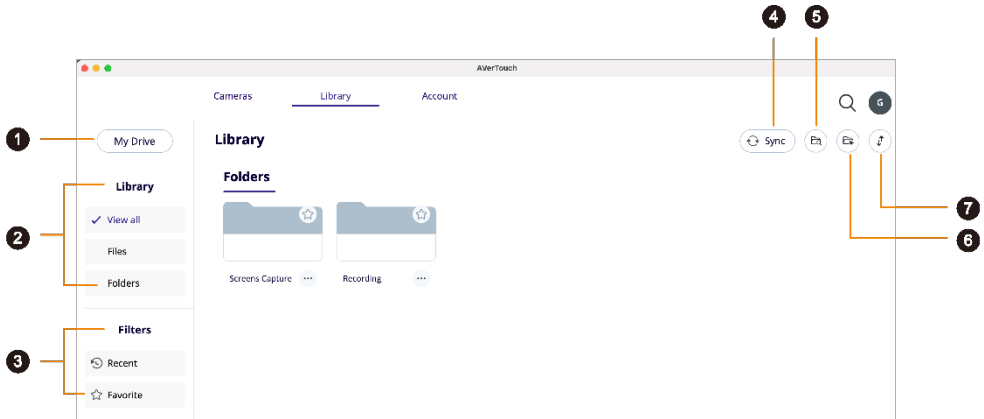 4
5
AVerTouch
Cameras
Library
Account
G
1
My Drive
Library
Sync
Library
Folders
View all
7
2
6
Files
Folders
Screens Capture ...
Recording ...
Filters
3
Recent
Favorite